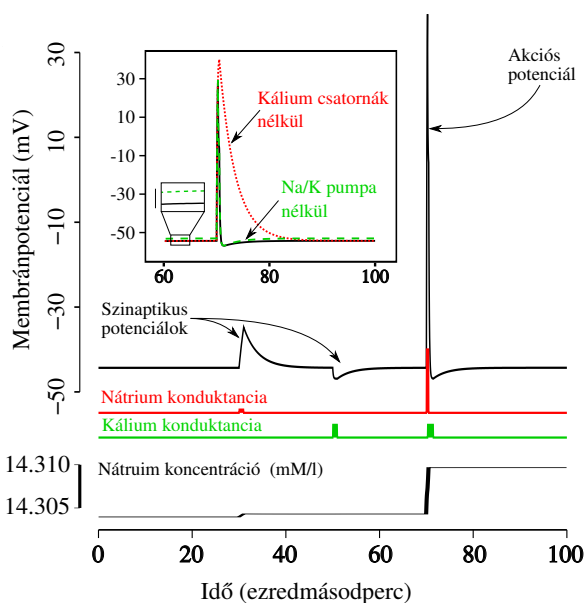 30
10
-10
-30
-50
Membránpotenciál (mV)
30
10
-10
-30
-50
60
80
100
Kálium csatornák
nélkül
Na/K pumpa
nélkül
Akciós
potenciál
Szinaptikus
potenciálok
Nátrium konduktancia
Kálium konduktancia
Nátruim koncentráció (mM/l)
14.310
14.305
0
20
40
60
80
100
Idő (ezredmásodperc)